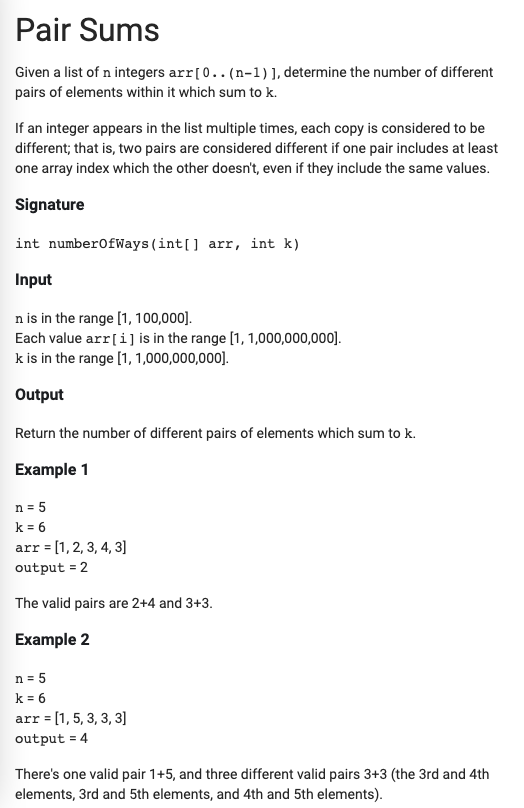 Pair Sums
Given a list of n integers arr[0..(n-1)], determine the number of different
pairs of elements within it which sum to k.
If an integer appears in the list multiple times, each copy is considered to be
different; that is, two pairs are considered different if one pair includes at least
one array index which the other doesn't, even if they include the same values.
Signature
int numberOfWays(int[] arr, int k)
Input
n is in the range [1, 100,000].
Each value arr[i] is in the range [1, 1,000,000,000].
k is in the range [1, 1,000,000,000].
Output
Return the number of different pairs of elements which sum to k.
Example 1
n = 5
k = 6
arr = [1, 2, 3, 4, 3]
output = 2
The valid pairs are 2+4 and 3+3.
Example 2
n = 5
k = 6
arr = [1, 5, 3, 3, 3]
output = 4
There's one valid pair 1+5, and three different valid pairs 3+3 (the 3rd and 4th
elements, 3rd and 5th elements, and 4th and 5th elements).